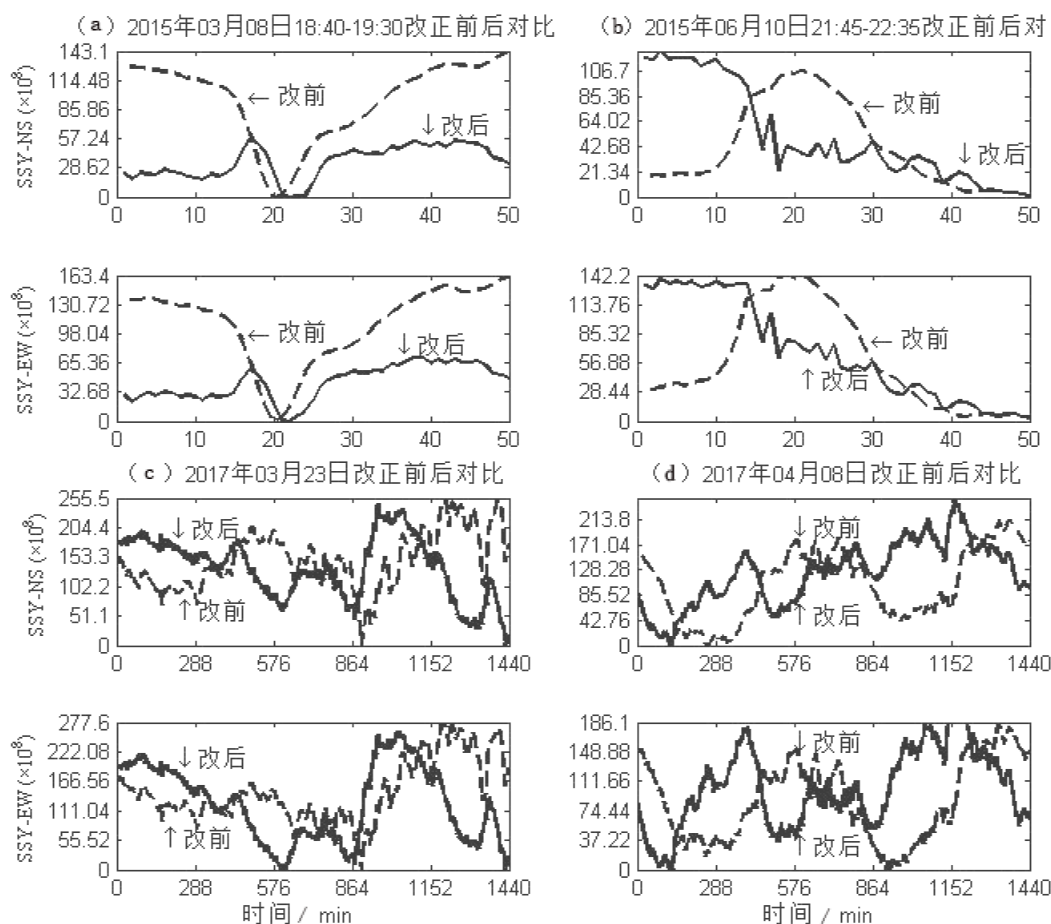 (a) 2015年03月08日18:40-19:30改正前后对比
143.1
114.48
85.86
57.24
28.62
0
SSY-NS (×10⁸)
←改前
↓改后
0 10 20 30 40 50
(b) 2015年06月10日21:45-22:35改正前后对
106.7
85.36
64.02
42.68
21.34
0
←改前
↓改后
0 10 20 30 40 50
163.4
130.72
98.04
65.36
32.68
0
SSY-EW (×10⁸)
←改前
↓改后
0 10 20 30 40 50
142.2
113.76
85.32
56.88
28.44
0
←改前
↑改后
0 10 20 30 40 50
(c) 2017年03月23日改正前后对比
255.5
204.4
153.3
102.2
51.1
0
SSY-NS (×10⁸)
↓改后
↑改前
0 288 576 864 1152 1440
(d) 2017年04月08日改正前后对比
213.8
171.04
128.28
85.52
42.76
0
↓改前
↑改后
0 288 576 864 1152 1440
277.6
222.08
166.56
111.04
55.52
0
SSY-EW (×10⁸)
↓改后
↑改前
0 288 576 864 1152 1440
时间 / min
186.1
148.88
111.66
74.44
37.22
0
↓改前
↑改后
0 288 576 864 1152 1440
时间 / min